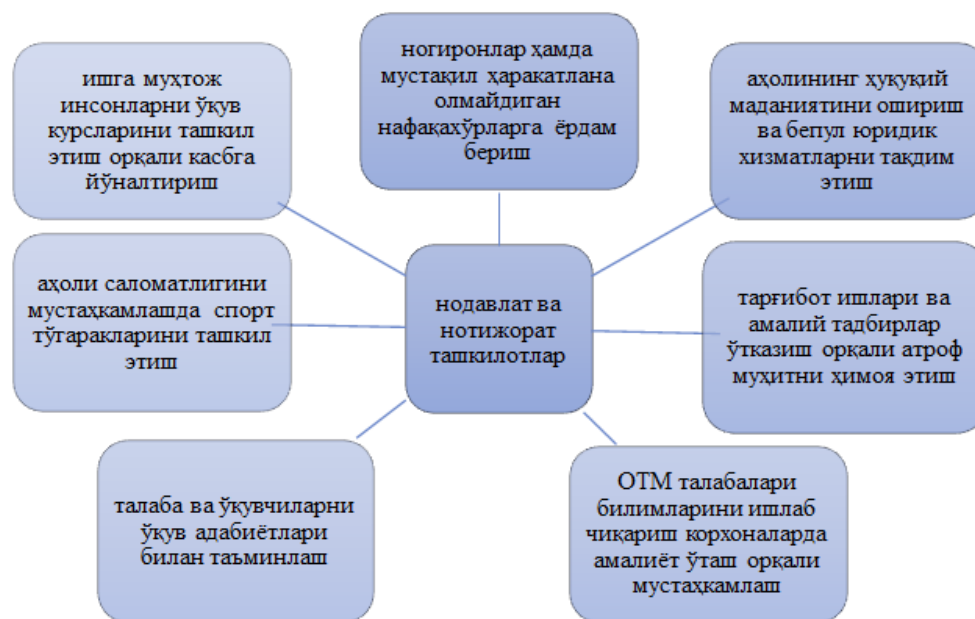 ногиронлар ҳамда
мустақил ҳаракатлана
олмайдиган
нафақахўрларга ёрдам
бериш
ишга муҳтож
инсонларни ўқув
курсларини ташкил
этиш орқали касбга
йўналтириш
аҳолининг ҳуқуқий
маданиятини ошириш
ва бепул юридик
хизматларни тақдим
этиш
аҳоли саломатлигини
мустаҳкамлашда спорт
тўгаракларини ташкил
этиш
нодавлат ва
нотижорат
ташкилотлар
тарғибот ишлари ва
амалий тадбирлар
ўтказиш орқали атроф
муҳитни ҳимоя этиш
талаба ва ўқувчиларни
ўқув адабиётлари
билан таъминлаш
ОТМ талабалари
билимларини ишлаб
чиқариш корхоналарда
амалиёт ўташ орқали
мустаҳкамлаш